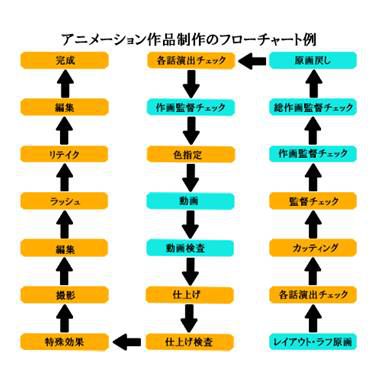 アニメーション作品制作のフローチャート例
完成
各話演出チェック
原画戻し
編集
作画監督チェック
総作画監督チェック
リテイク
色指定
作画監督チェック
ラッシュ
動画
監督チェック
編集
動画検査
カッティング
撮影
仕上げ
各話演出チェック
特殊効果
仕上げ検査
レイアウト・ラフ原画